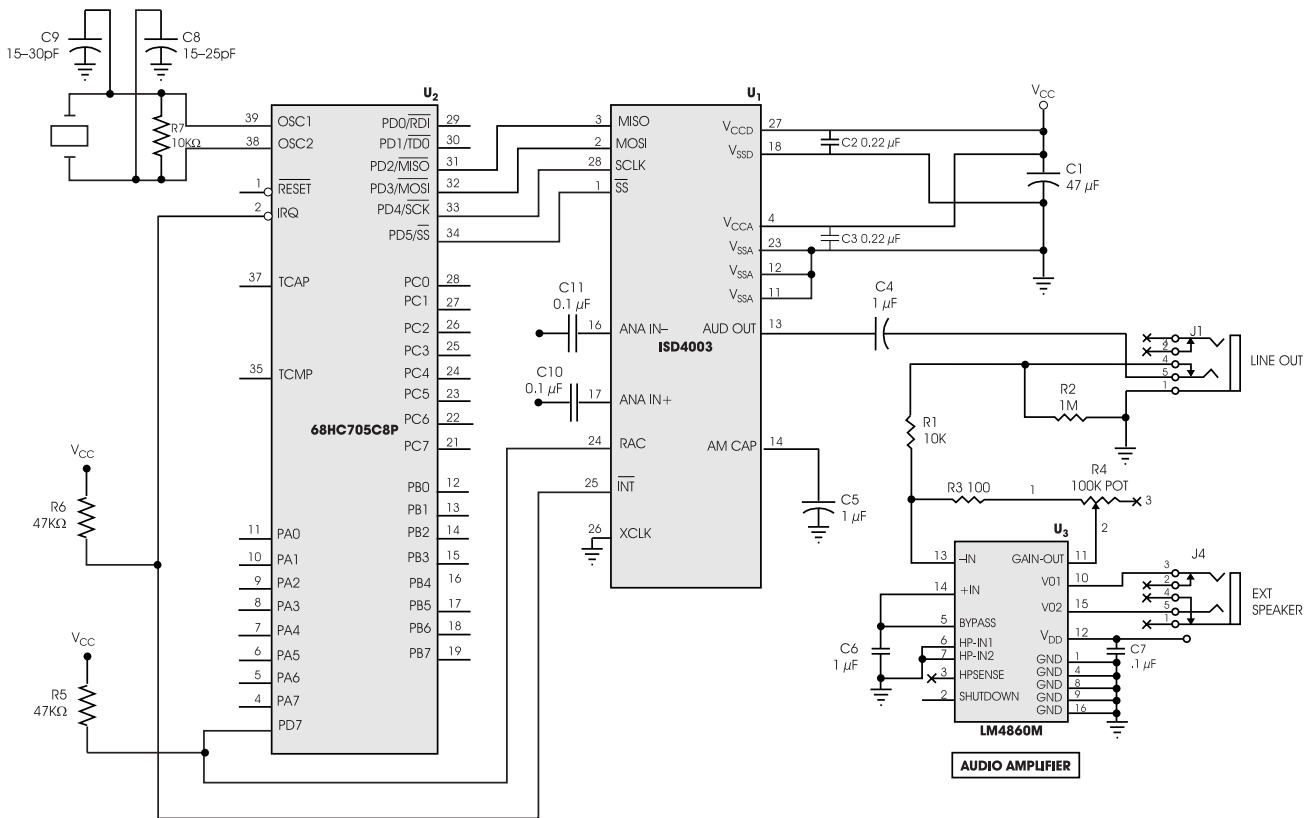 C9
15–30pF
C8
15–25pF
R7
10KΩ
U2
39 OSC1
38 OSC2
1 RESET
2 IRQ
37 TCAP
35 TCMP
68HC705C8P
11 PA0
10 PA1
9 PA2
8 PA3
7 PA4
6 PA5
5 PA6
4 PA7
PD7
PD0/RDI 29
PD1/TD0 30
PD2/MISO 31
PD3/MOSI 32
PD4/SCK 33
PD5/SS 34
PC0 28
PC1 27
PC2 26
PC3 25
PC4 24
PC5 23
PC6 22
PC7 21
PB0 12
PB1 13
PB2 14
PB3 15
PB4 16
PB5 17
PB6 18
PB7 19
VCC
R6
47KΩ
VCC
R5
47KΩ
U1
3 MISO
2 MOSI
28 SCLK
1 SS
C11
0.1 µF
16 ANA IN–
C10
0.1 µF
17 ANA IN+
24 RAC
25 INT
26 XCLK
ISD4003
VCCD 27
VSSD 18
VCCA 4
VSSA 23
VSSA 12
VSSA 11
AUD OUT 13
AM CAP 14
C2 0.22 µF
C3 0.22 µF
VCC
C1
47 µF
C4
1 µF
C5
1 µF
J1
1
2
4
5
1
LINE OUT
R2
1M
R1
10K
R3 100
1
R4
100K POT
3
2
U3
13 –IN
14 +IN
5 BYPASS
6 HP-IN1
7 HP-IN2
3 HPSENSE
2 SHUTDOWN
GAIN-OUT 11
V01 10
V02 15
VDD 12
GND 1
GND 4
GND 8
GND 9
GND 16
LM4860M
C6
1 µF
C7
.1 µF
J4
3
2
4
5
1
EXT
SPEAKER
AUDIO AMPLIFIER